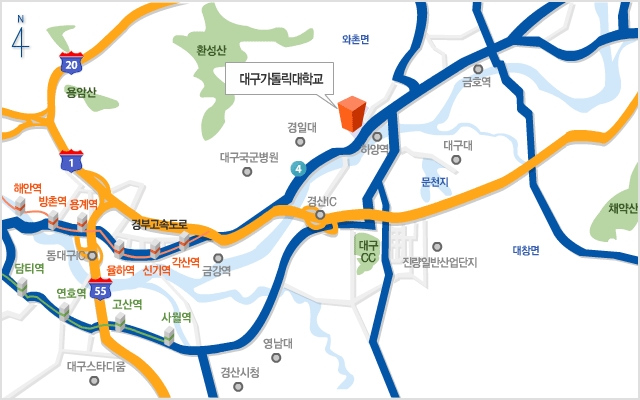 N
4
환성산
와촌면
20
용암산
대구가톨릭대학교
금호역
경일대
하양역
대구대
1
대구국군병원
4
문천지
해안역
방촌역
용계역
경산IC
채약산
경부고속도로
동대구IC
율하역
신기역
각산역
금강역
대구
CC
진량일반산업단지
대창면
담티역
연호역
55
고산역
사월역
영남대
대구스타디움
경산시청